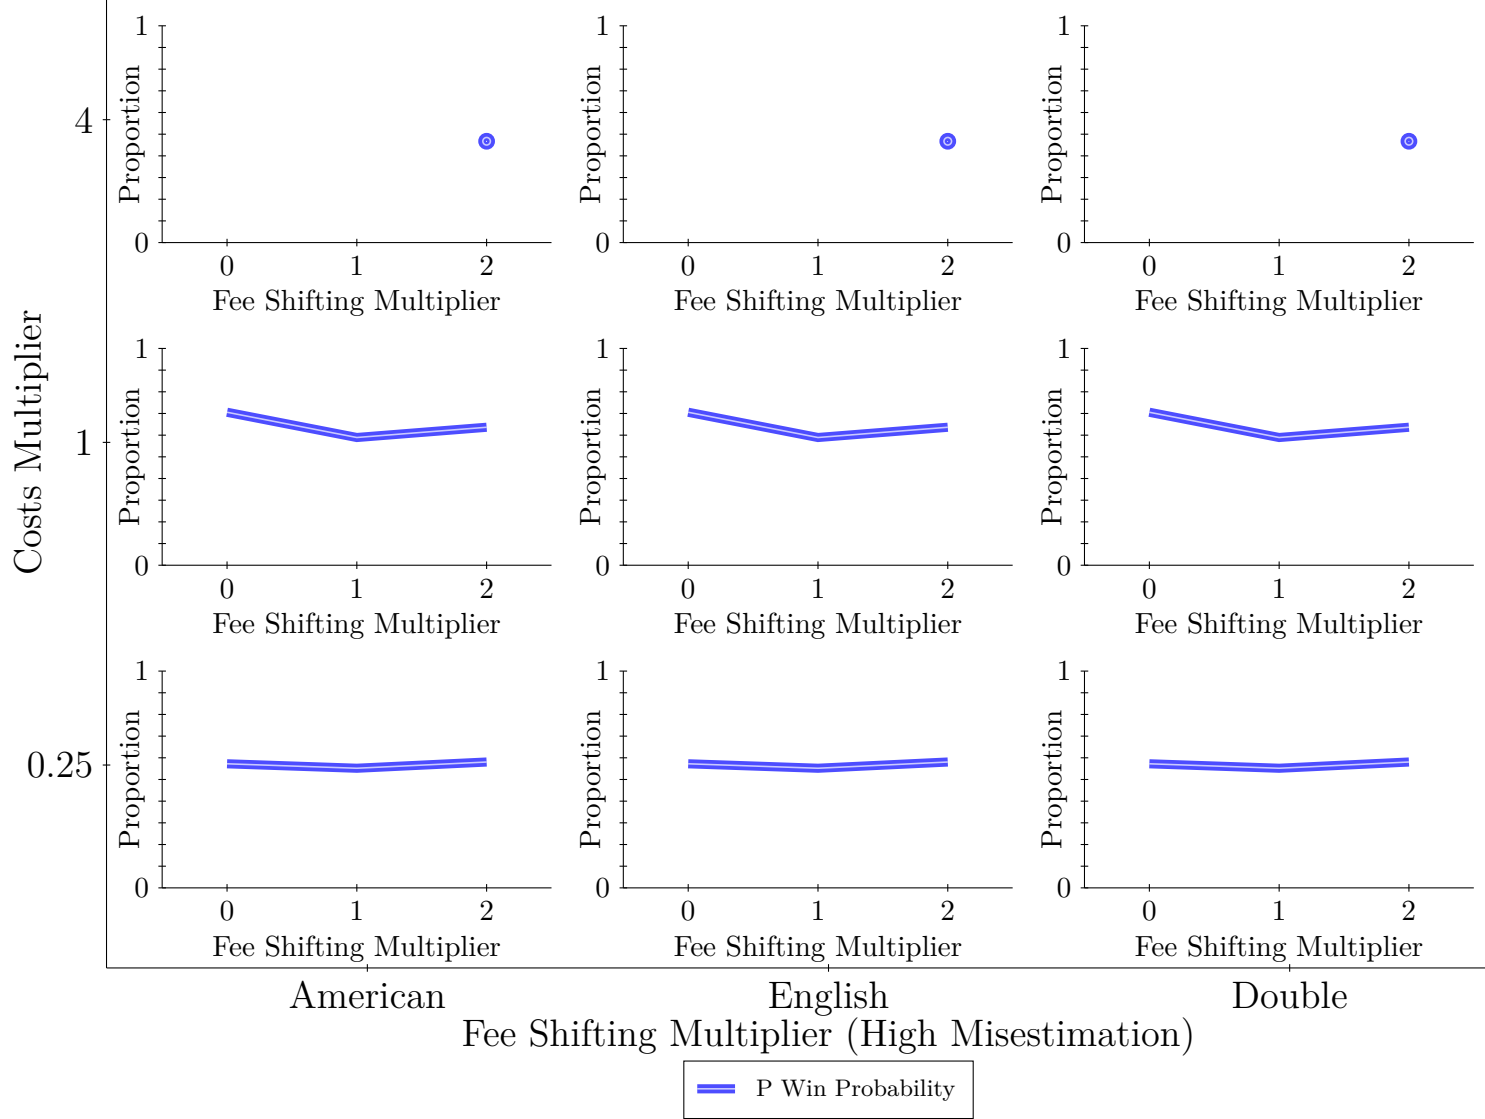 Costs Multiplier
4
1
Proportion
0
0 1 2
Fee Shifting Multiplier
1
Proportion
0
0 1 2
Fee Shifting Multiplier
1
Proportion
0
0 1 2
Fee Shifting Multiplier
1
1
Proportion
0
0 1 2
Fee Shifting Multiplier
1
Proportion
0
0 1 2
Fee Shifting Multiplier
1
Proportion
0
0 1 2
Fee Shifting Multiplier
0.25
1
Proportion
0
0 1 2
Fee Shifting Multiplier
1
Proportion
0
0 1 2
Fee Shifting Multiplier
1
Proportion
0
0 1 2
Fee Shifting Multiplier
American English Double
Fee Shifting Multiplier (High Misestimation)
P Win Probability